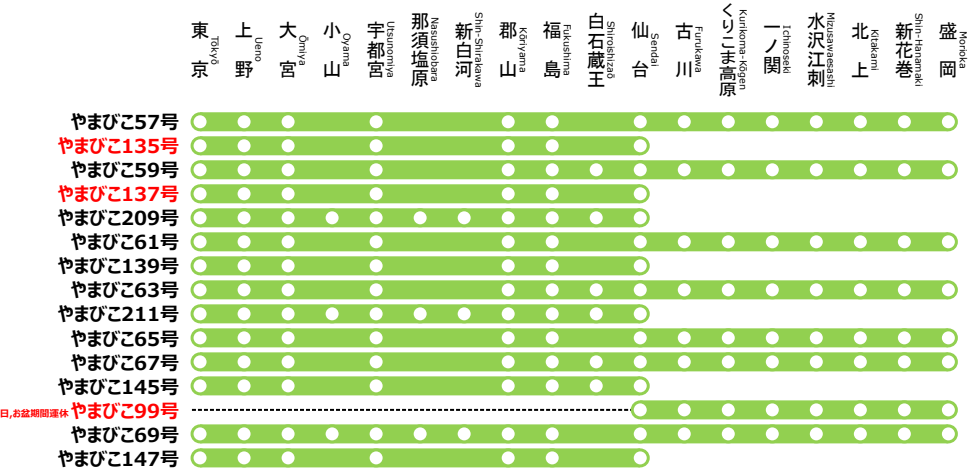 東京 Tōkyō
上野 Ueno
大宮 Ōmiya
小山 Oyama
宇都宮 Utsunomiya
那須塩原 Nasushiobara
新白河 Shin-Shirakawa
郡山 Kōriyama
福島 Fukushima
白石蔵王 Shiroishizaō
仙台 Sendai
古川 Furukawa
くりこま高原 Kurikoma-Kōgen
一ノ関 Ichinoseki
水沢江刺 Mizusawaesashi
北上 Kitakami
新花巻 Shin-Hanamaki
盛岡 Morioka
やまびこ57号
やまびこ135号
やまびこ59号
やまびこ137号
やまびこ209号
やまびこ61号
やまびこ139号
やまびこ63号
やまびこ211号
やまびこ65号
やまびこ67号
やまびこ145号
日,お盆期間運休 やまびこ99号
やまびこ69号
やまびこ147号